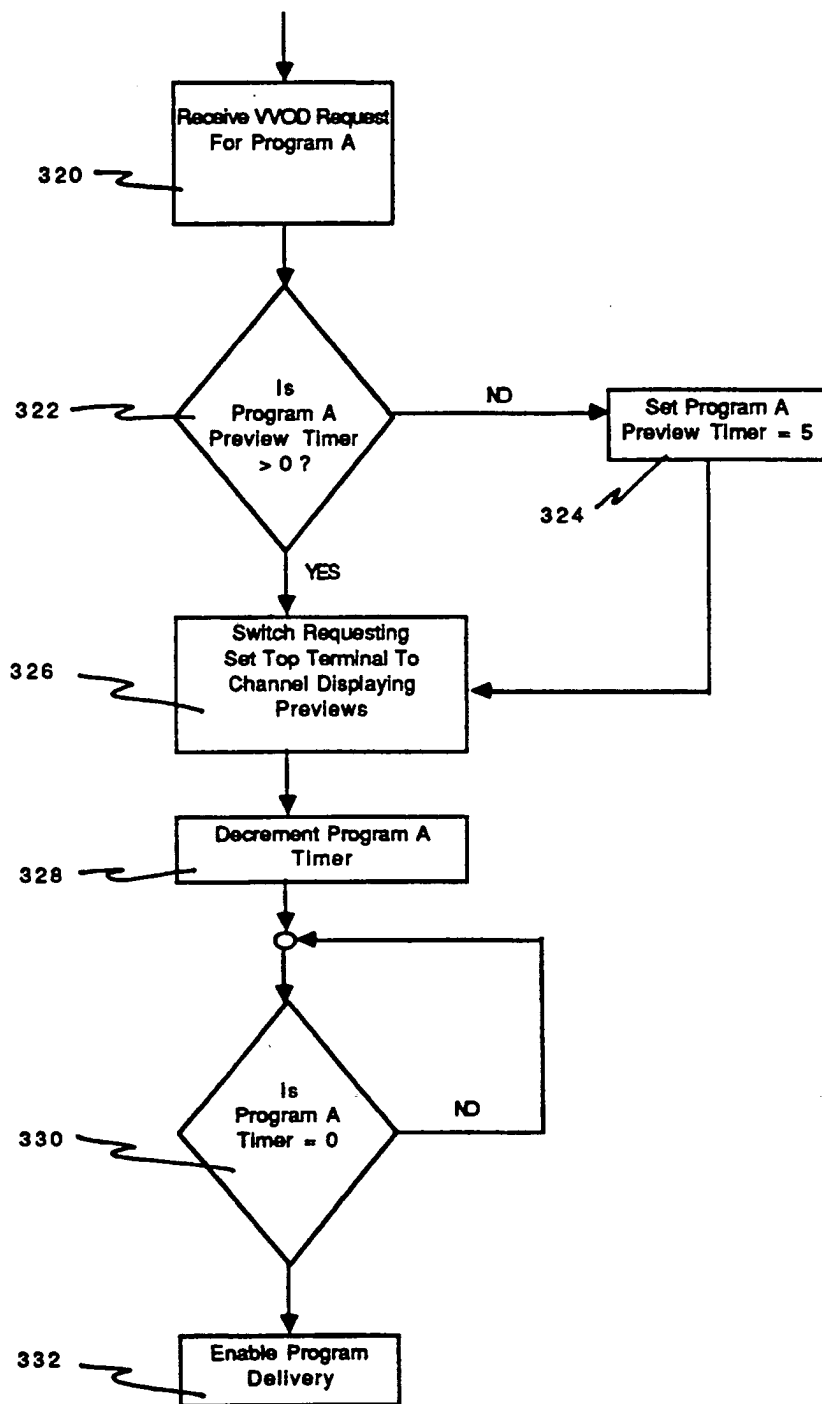 Receive VVOD Request
For Program A
320
Is
Program A
Preview Timer
> 0 ?
322
NO
Set Program A
Preview Timer = 5
324
YES
Switch Requesting
Set Top Terminal To
Channel Displaying
Previews
326
Decrement Program A
Timer
328
Is
Program A
Timer = 0
330
NO
Enable Program
Delivery
332